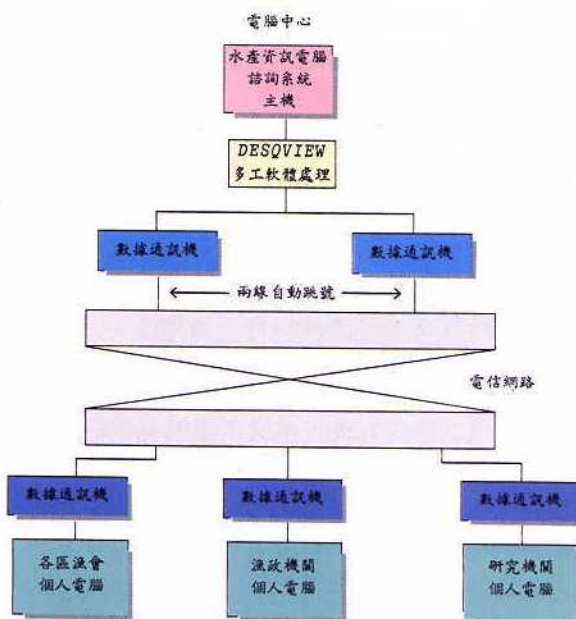 電腦中心
水產資訊電腦
諮詢系統
主機
DESQVIEW
多工軟體處理
數據通訊機
數據通訊機
兩線自動跳號
電信網路
數據通訊機
數據通訊機
數據通訊機
各區漁會
個人電腦
漁政機關
個人電腦
研究機關
個人電腦